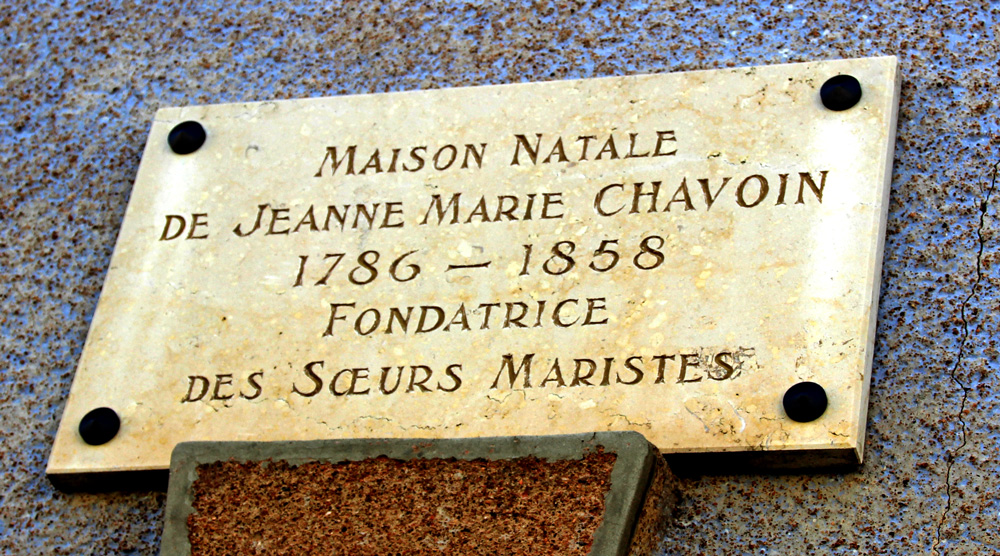 MAISON NATALE
DE JEANNE MARIE CHAVOIN
1786 - 1858
FONDATRICE
DES SŒURS MARISTES